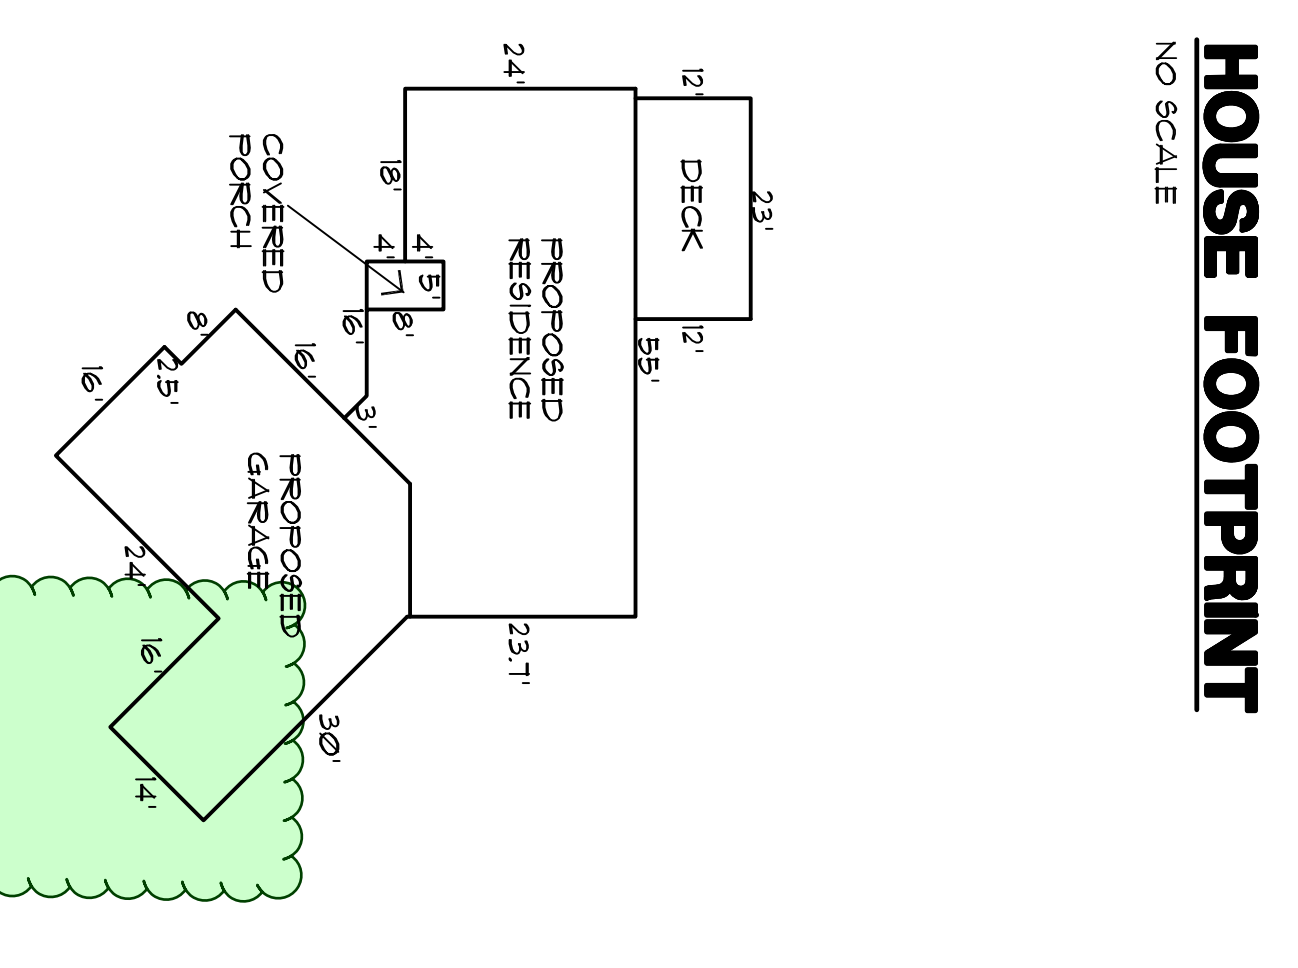 HOUSE FOOTPRINT
NO SCALE
12'
23'
DECK
12'
55'
24'
PROPOSED
RESIDENCE
23.7'
18'
4'
4'
5'
8'
COVERED
PORCH
16'
3'
16'
8'
2.5'
16'
PROPOSED
GARAGE
24'
16'
14'
30'